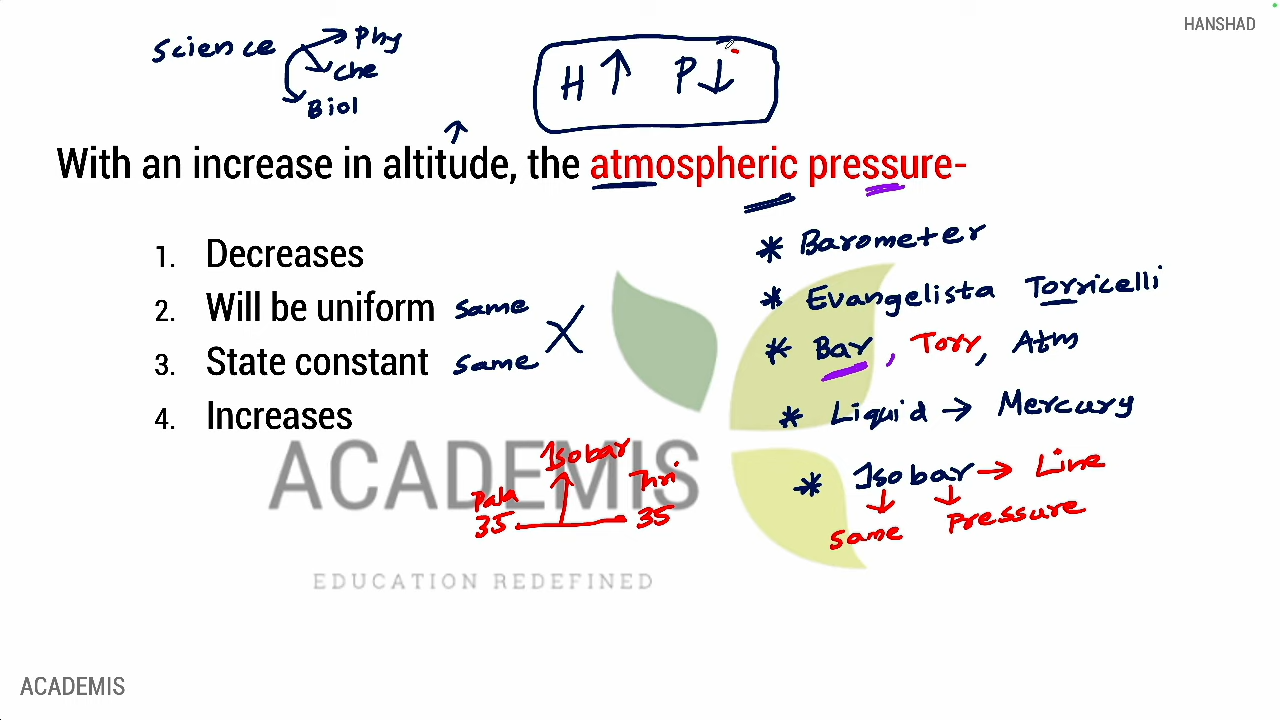 HANSHAD
Science
Phy
Che
Biol
H ↑ P ↓
With an increase in altitude, the atmospheric pressure-
1. Decreases
2. Will be uniform same
3. State constant same
4. Increases
* Barometer
* Evangelista Torricelli
* Bar, Torr, Atm
* Liquid → Mercury
* Isobar → Line
same Pressure
Isobar
Pala Thri
35 35
ACADEMIS
EDUCATION REDEFINED
ACADEMIS